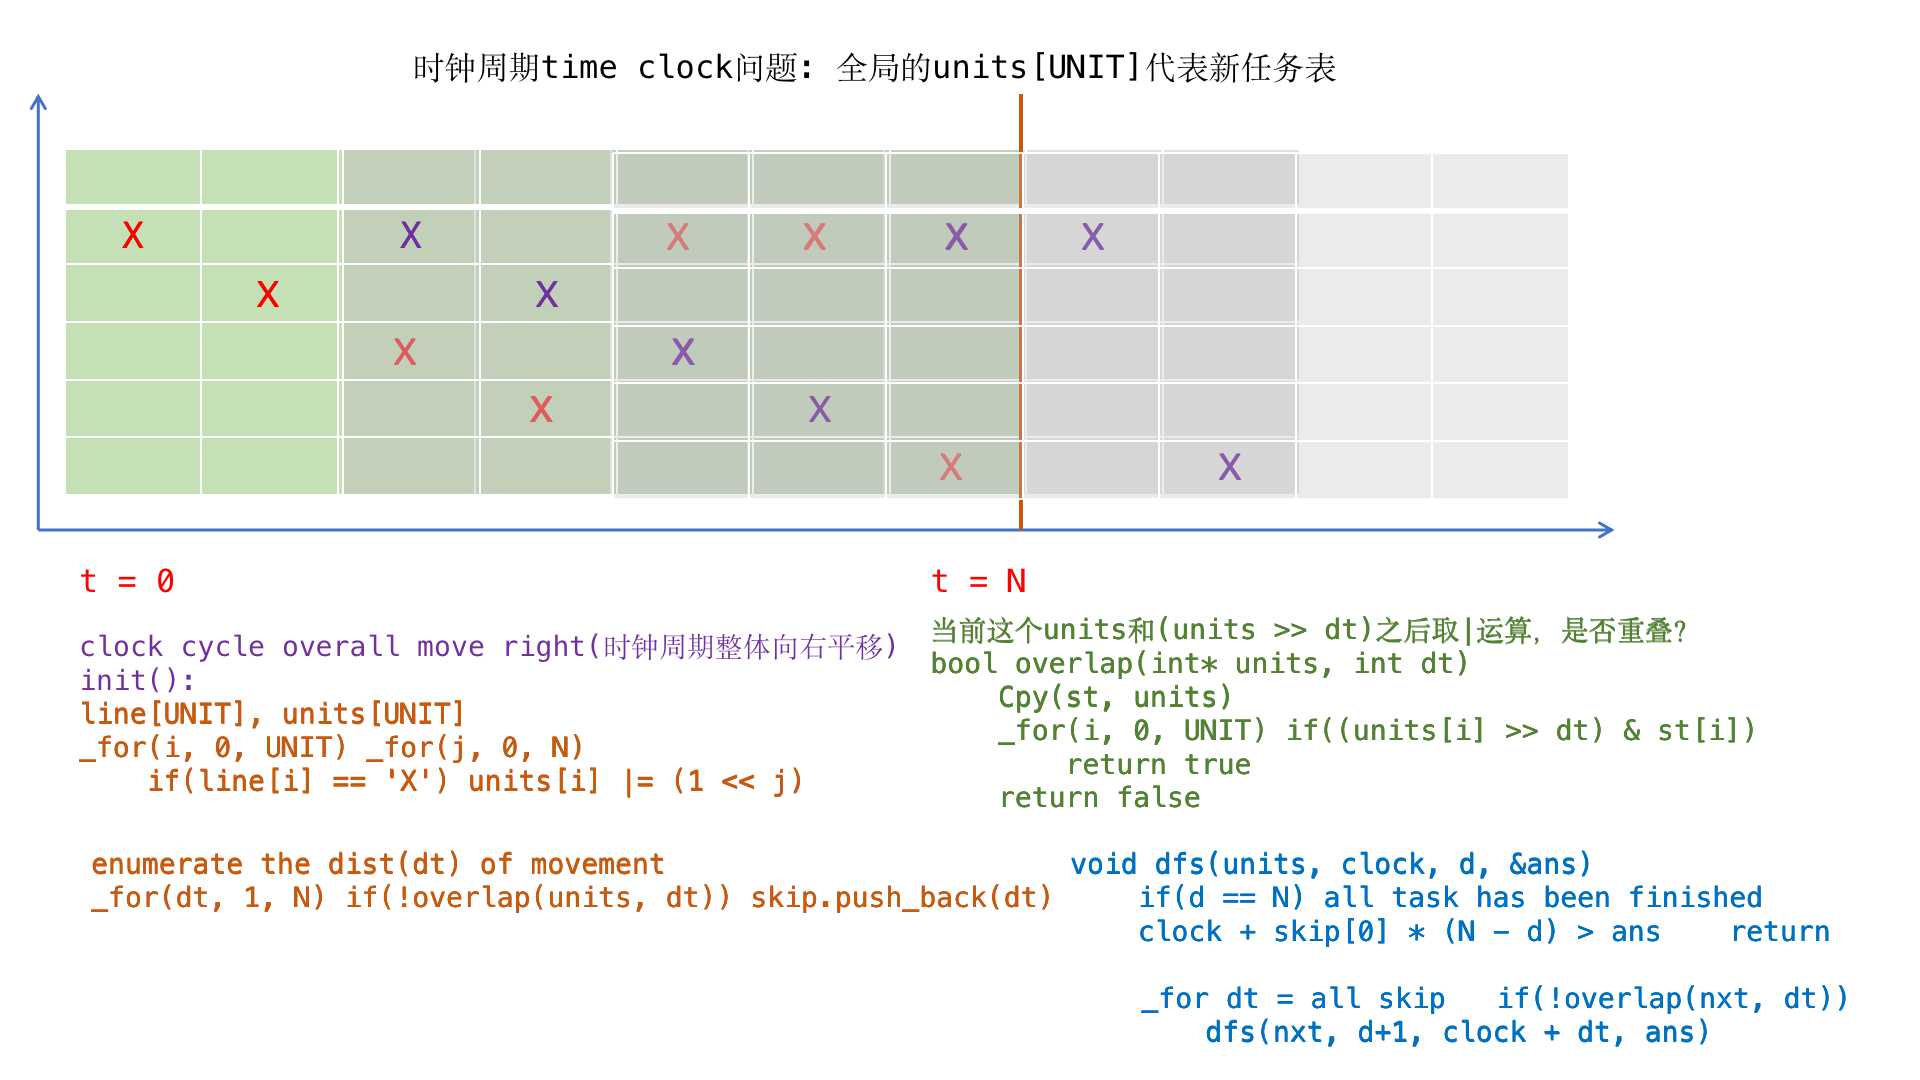 时钟周期time clock问题: 全局的units[UNIT]代表新任务表
X X X X X X
X X
X X
X X
X X
t = 0
clock cycle overall move right(时钟周期整体向右平移)
init():
line[UNIT], units[UNIT]
_for(i, 0, UNIT) _for(j, 0, N)
if(line[i] == 'X') units[i] |= (1 << j)
enumerate the dist(dt) of movement
_for(dt, 1, N) if(!overlap(units, dt)) skip.push_back(dt)
t = N
当前这个units和(units >> dt)之后取|运算，是否重叠?
bool overlap(int* units, int dt)
Cpy(st, units)
_for(i, 0, UNIT) if((units[i] >> dt) & st[i])
return true
return false
void dfs(units, clock, d, &ans)
if(d == N) all task has been finished
clock + skip[0] * (N - d) > ans    return
_for dt = all skip   if(!overlap(nxt, dt))
dfs(nxt, d+1, clock + dt, ans)